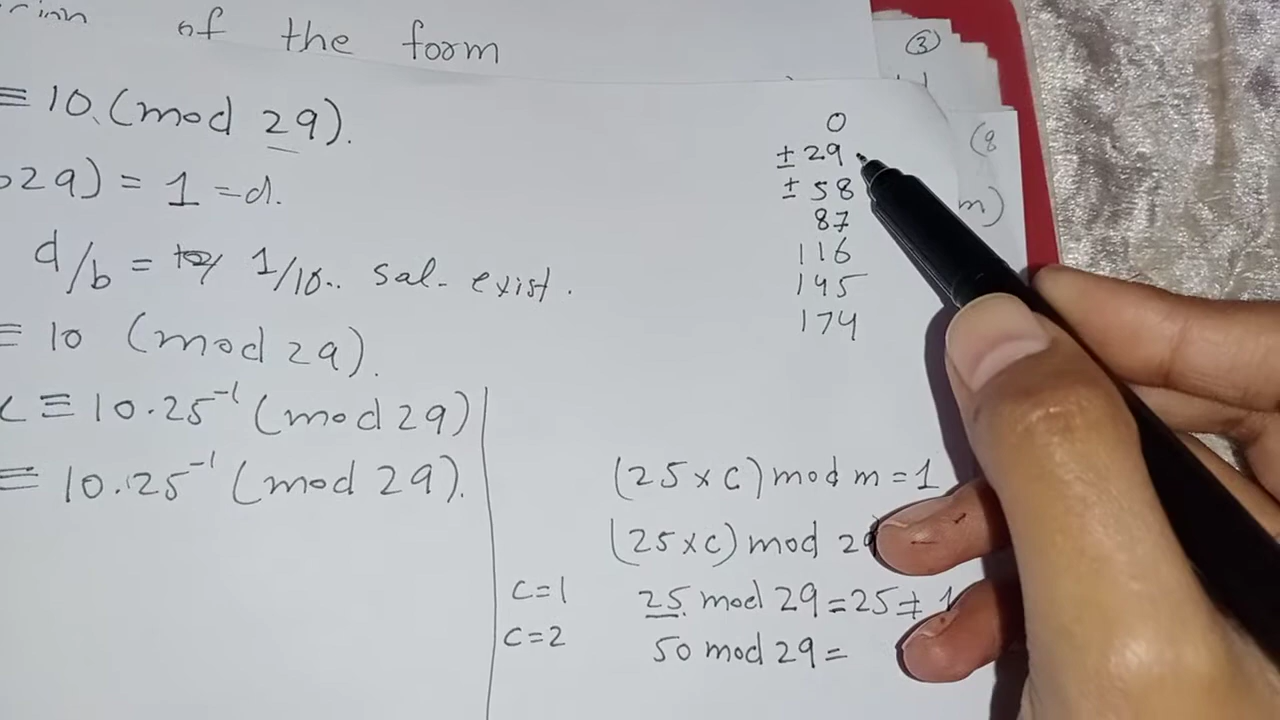 of the form
≡ 10. (mod 29).
29) = 1 = d.
d/b = 1/10.. sol. exist.
≡ 10 (mod 29).
≡ 10.25⁻¹ (mod 29)
≡ 10.25⁻¹ (mod 29).
0
± 29
± 58
87
116
145
174
(25 × c) mod m = 1
(25 × c) mod 29
c=1 25. mod 29 = 25 ≠ 1
c=2 50 mod 29 =
3
(8
m)